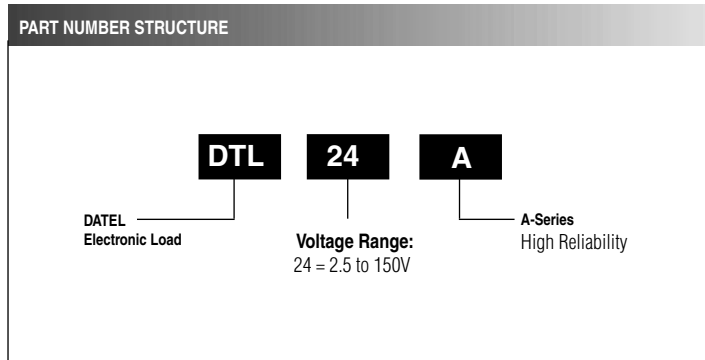 PART NUMBER STRUCTURE
DTL 24 A
DATEL
Electronic Load
Voltage Range:
24 = 2.5 to 150V
A-Series
High Reliability